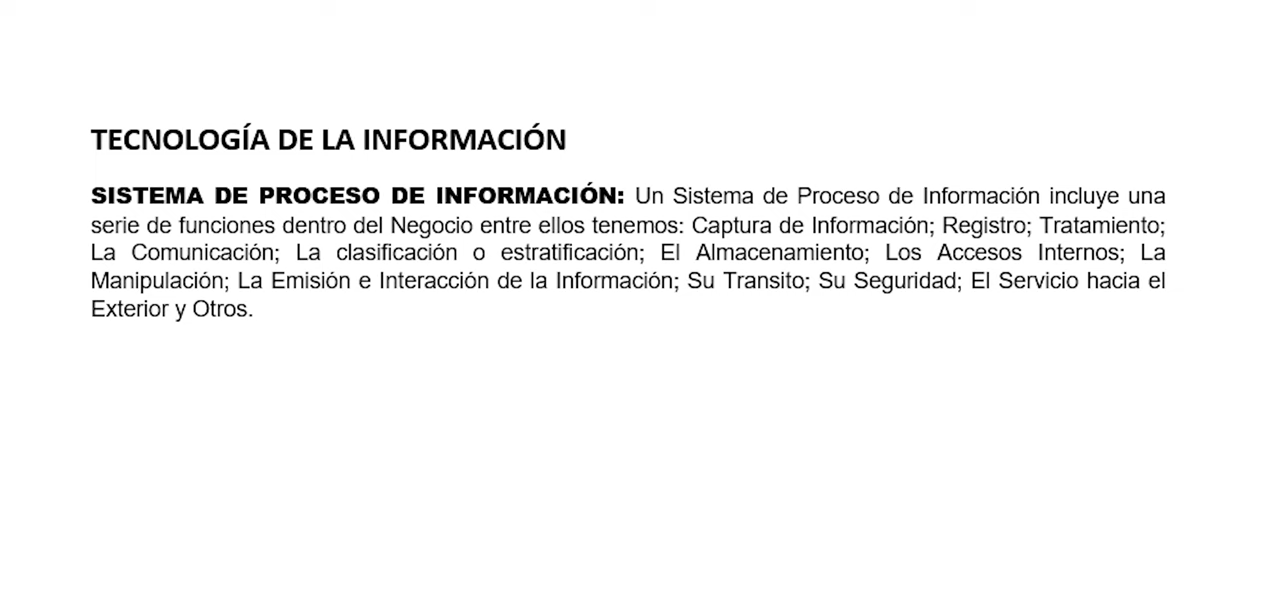 TECNOLOGÍA DE LA INFORMACIÓN
SISTEMA DE PROCESO DE INFORMACIÓN: Un Sistema de Proceso de Información incluye una
serie de funciones dentro del Negocio entre ellos tenemos: Captura de Información; Registro; Tratamiento;
La Comunicación; La clasificación o estratificación; El Almacenamiento; Los Accesos Internos; La
Manipulación; La Emisión e Interacción de la Información; Su Transito; Su Seguridad; El Servicio hacia el
Exterior y Otros.